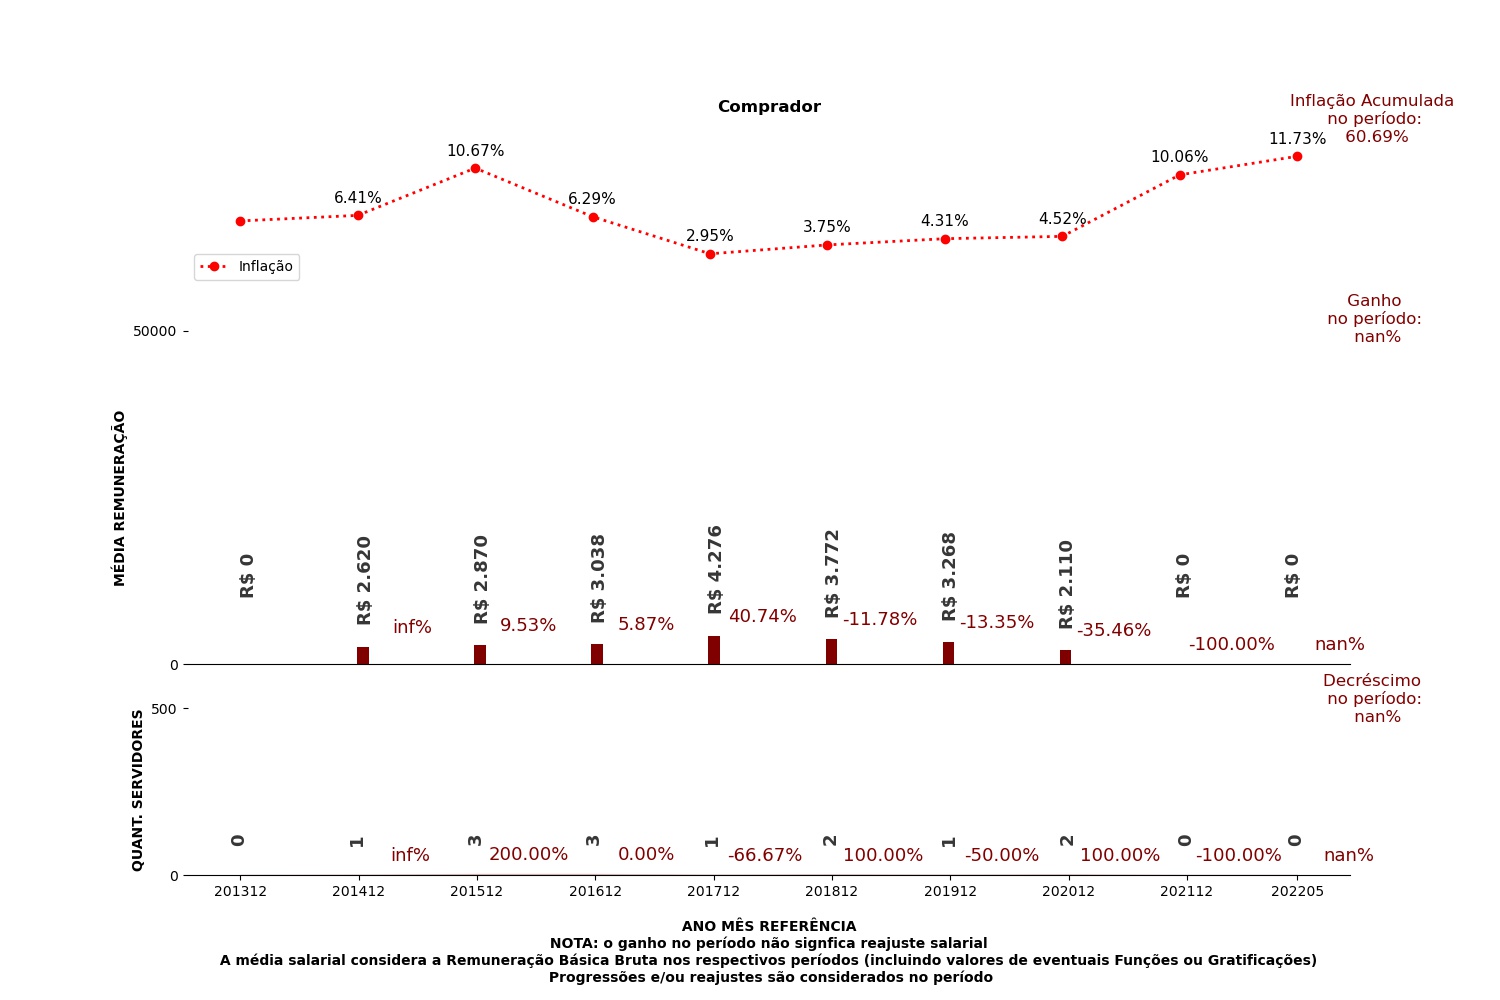 Comprador
Inflação Acumulada
no período:
60.69%
6.41%
10.67%
6.29%
2.95%
3.75%
4.31%
4.52%
10.06%
11.73%
Inflação
Ganho
no período:
nan%
50000
0
MÉDIA REMUNERAÇÃO
R$ 0
R$ 2.620
R$ 2.870
R$ 3.038
R$ 4.276
R$ 3.772
R$ 3.268
R$ 2.110
R$ 0
R$ 0
inf%
9.53%
5.87%
40.74%
-11.78%
-13.35%
-35.46%
-100.00%
nan%
Decréscimo
no período:
nan%
500
0
QUANT. SERVIDORES
0
1
3
3
1
2
1
2
0
0
inf%
200.00%
0.00%
-66.67%
100.00%
-50.00%
100.00%
-100.00%
nan%
201312
201412
201512
201612
201712
201812
201912
202012
202112
202205
ANO MÊS REFERÊNCIA
NOTA: o ganho no período não signfica reajuste salarial
A média salarial considera a Remuneração Básica Bruta nos respectivos períodos (incluindo valores de eventuais Funções ou Gratificações)
Progressões e/ou reajustes são considerados no período